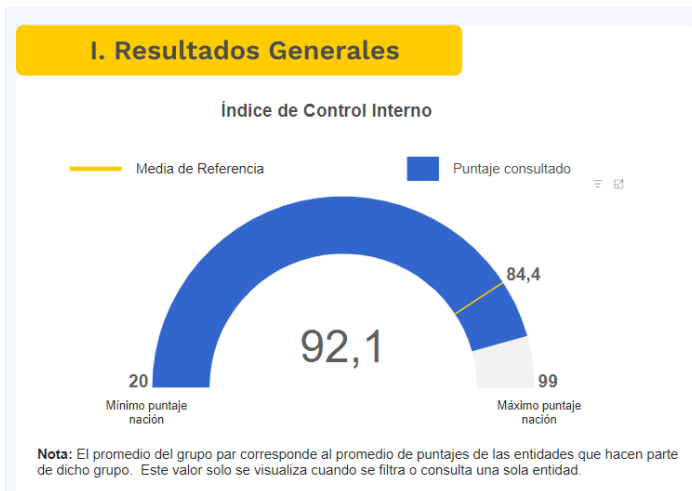 I. Resultados Generales
Índice de Control Interno
Media de Referencia
Puntaje consultado
84,4
92,1
20
99
Mínimo puntaje
nación
Máximo puntaje
nación
Nota: El promedio del grupo par corresponde al promedio de puntajes de las entidades que hacen parte
de dicho grupo. Este valor solo se visualiza cuando se filtra o consulta una sola entidad.